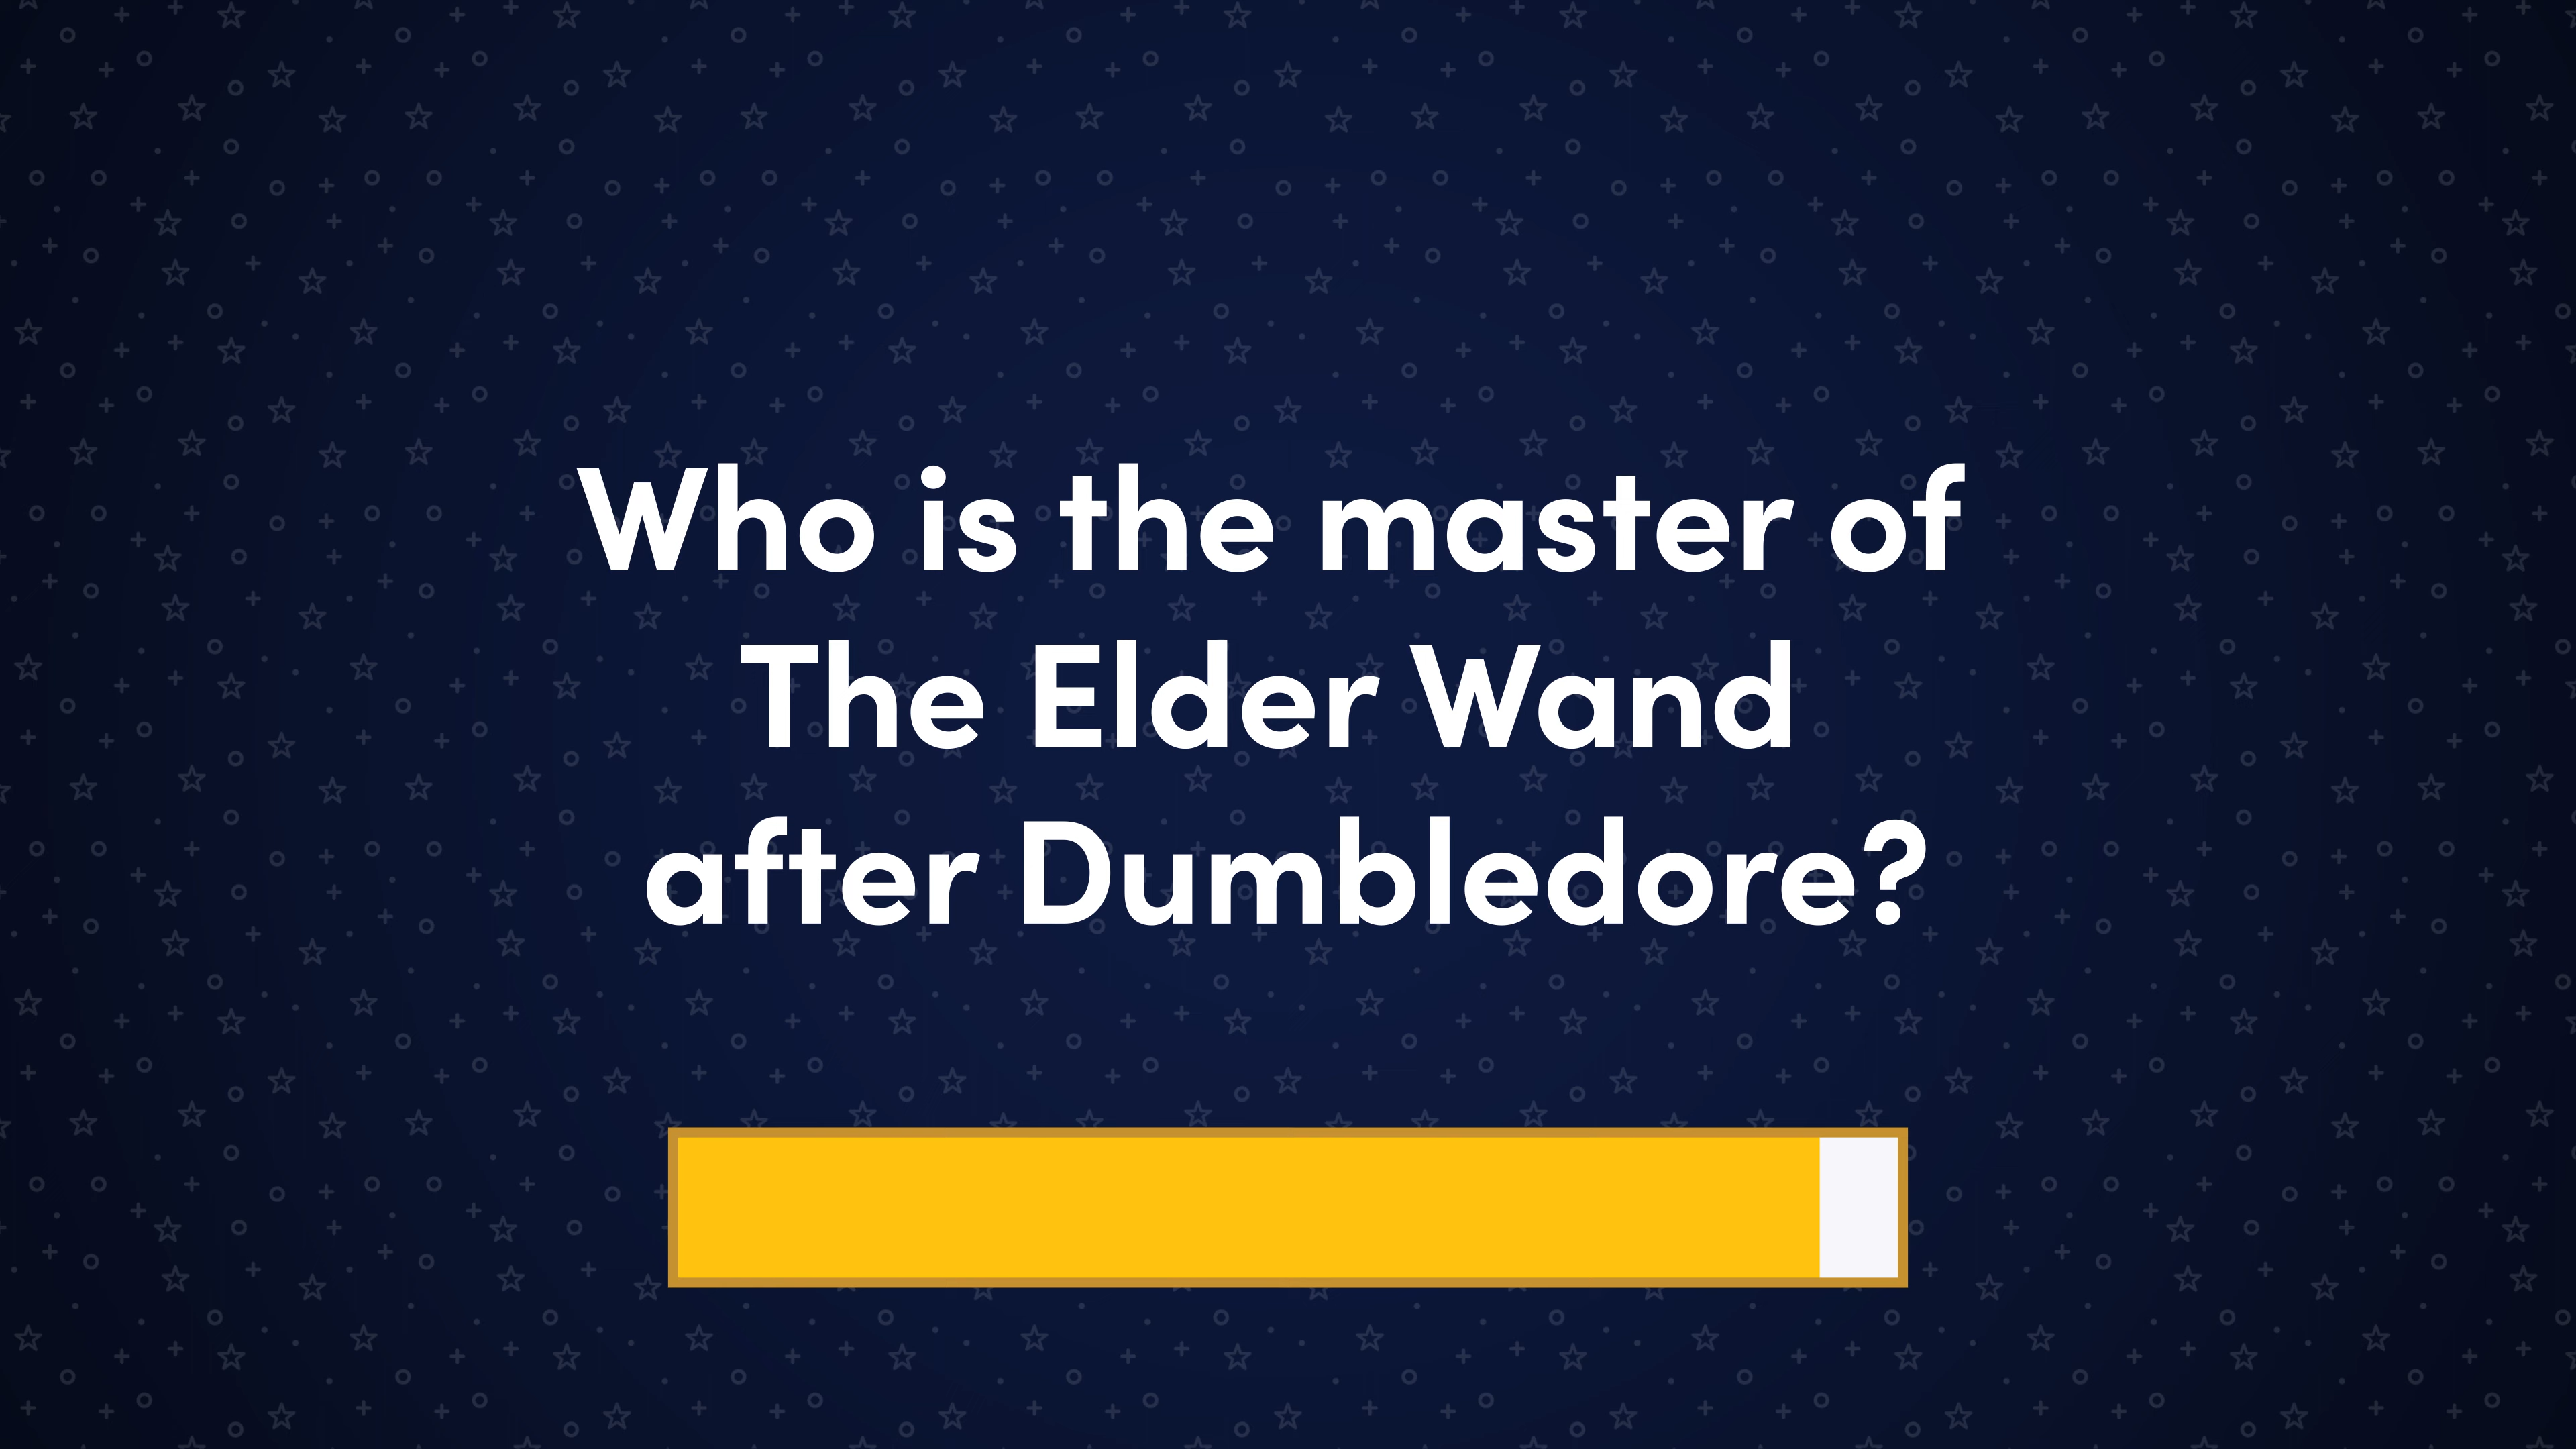 Who is the master of
The Elder Wand
after Dumbledore?